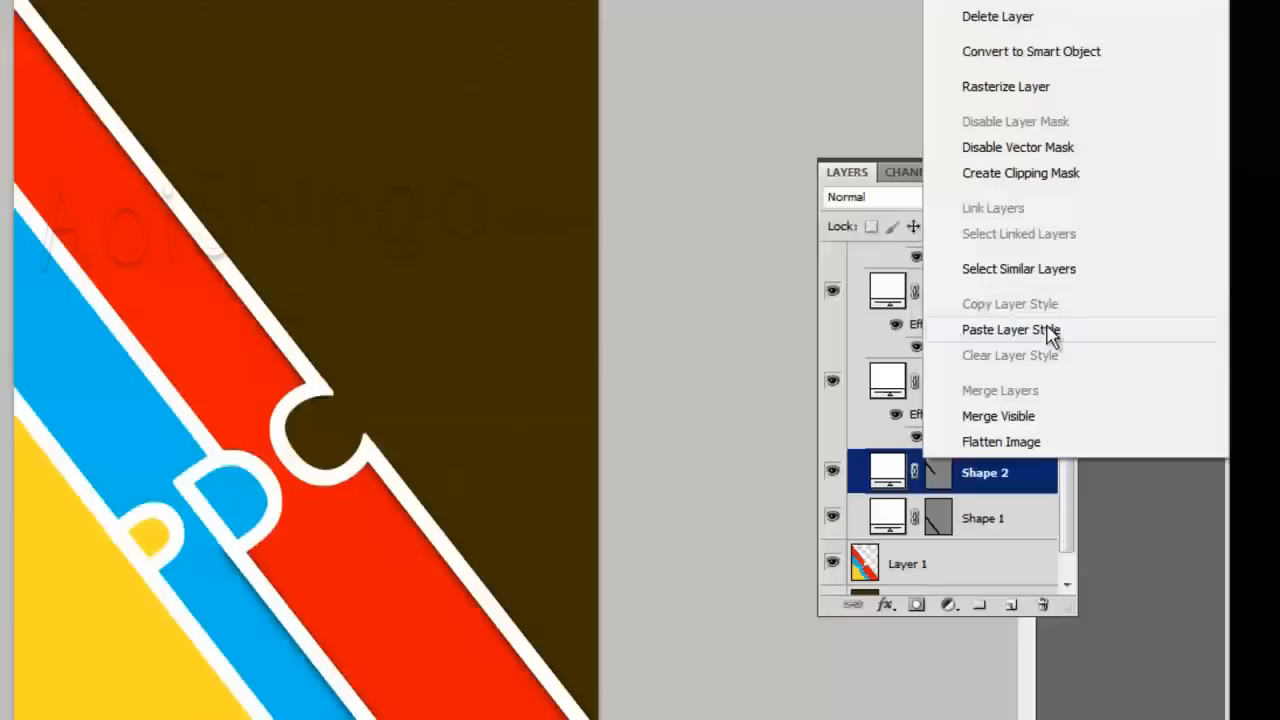 Delete Layer
Convert to Smart Object
Rasterize Layer
Disable Layer Mask
Disable Vector Mask
Create Clipping Mask
Link Layers
Select Linked Layers
Select Similar Layers
Copy Layer Style
Paste Layer Style
Clear Layer Style
Merge Layers
Merge Visible
Flatten Image
LAYERS CHANN
Normal
Lock:
Eff
Eff
Shape 2
Shape 1
Layer 1
fx
C
D
P